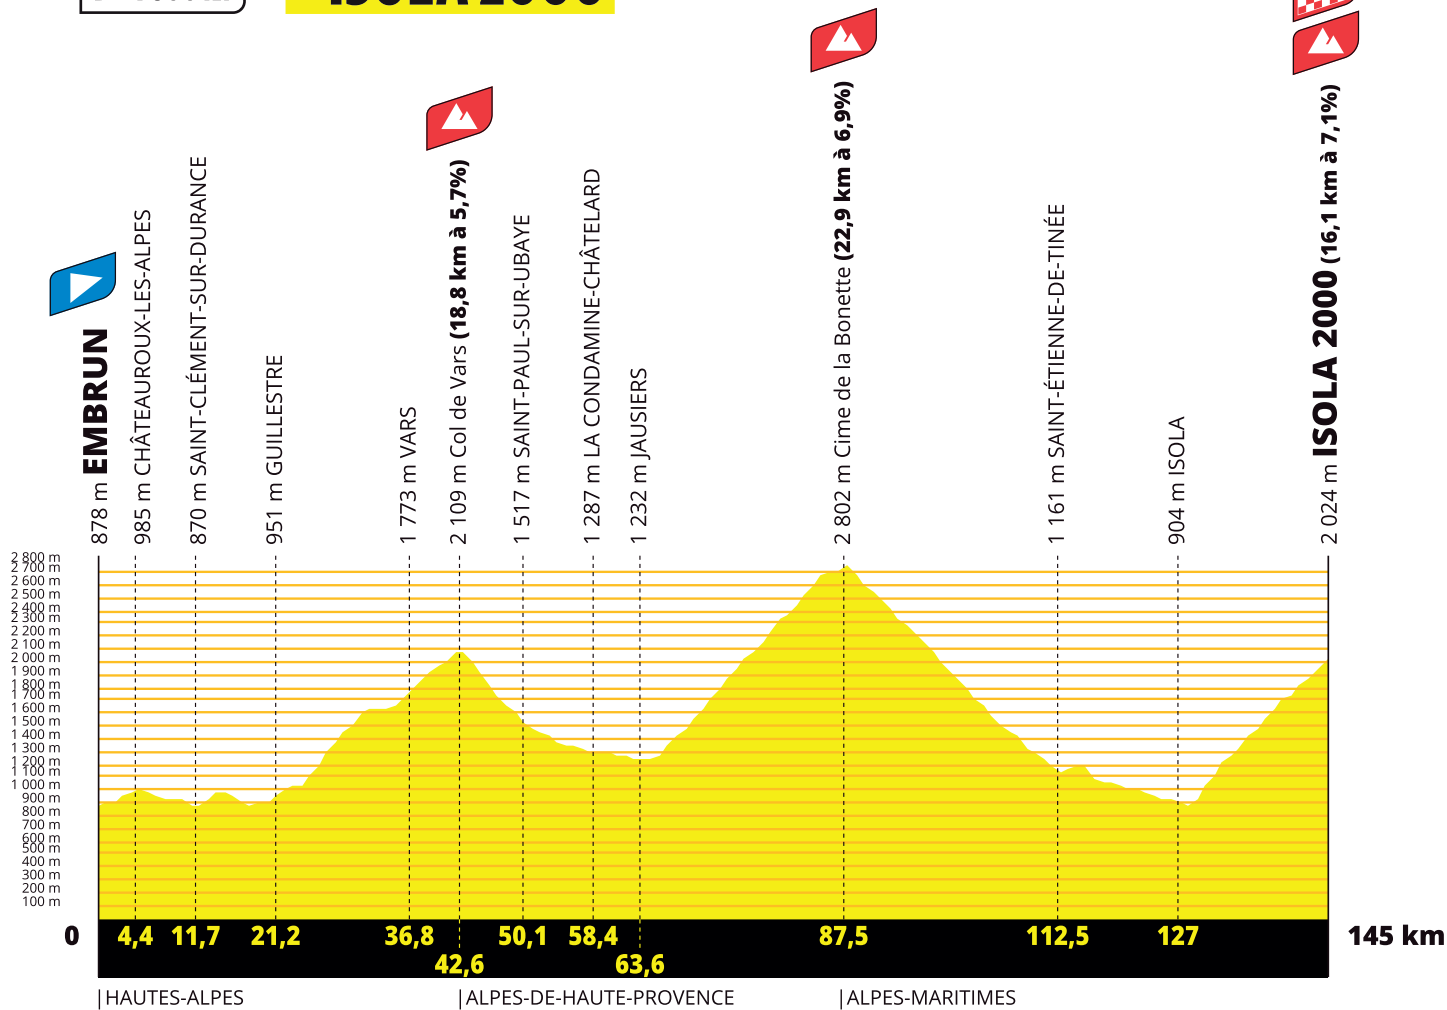 ISOLA 2000
878 m EMBRUN
985 m CHÂTEAUROUX-LES-ALPES
870 m SAINT-CLÉMENT-SUR-DURANCE
951 m GUILLESTRE
1 773 m VARS
2 109 m Col de Vars (18,8 km à 5,7%)
1 517 m SAINT-PAUL-SUR-UBAYE
1 287 m LA CONDAMINE-CHÂTELARD
1 232 m JAUSIERS
2 802 m Cime de la Bonette (22,9 km à 6,9%)
1 161 m SAINT-ÉTIENNE-DE-TINÉE
904 m ISOLA
2 024 m ISOLA 2000 (16,1 km à 7,1%)
2 800 m
2 700 m
2 600 m
2 500 m
2 400 m
2 300 m
2 200 m
2 100 m
2 000 m
1 900 m
1 800 m
1 700 m
1 600 m
1 500 m
1 400 m
1 300 m
1 200 m
1 100 m
1 000 m
900 m
800 m
700 m
600 m
500 m
400 m
300 m
200 m
100 m
0 4,4 11,7 21,2 36,8 50,1 58,4 87,5 112,5 127 145 km
42,6 63,6
HAUTES-ALPES ALPES-DE-HAUTE-PROVENCE ALPES-MARITIMES